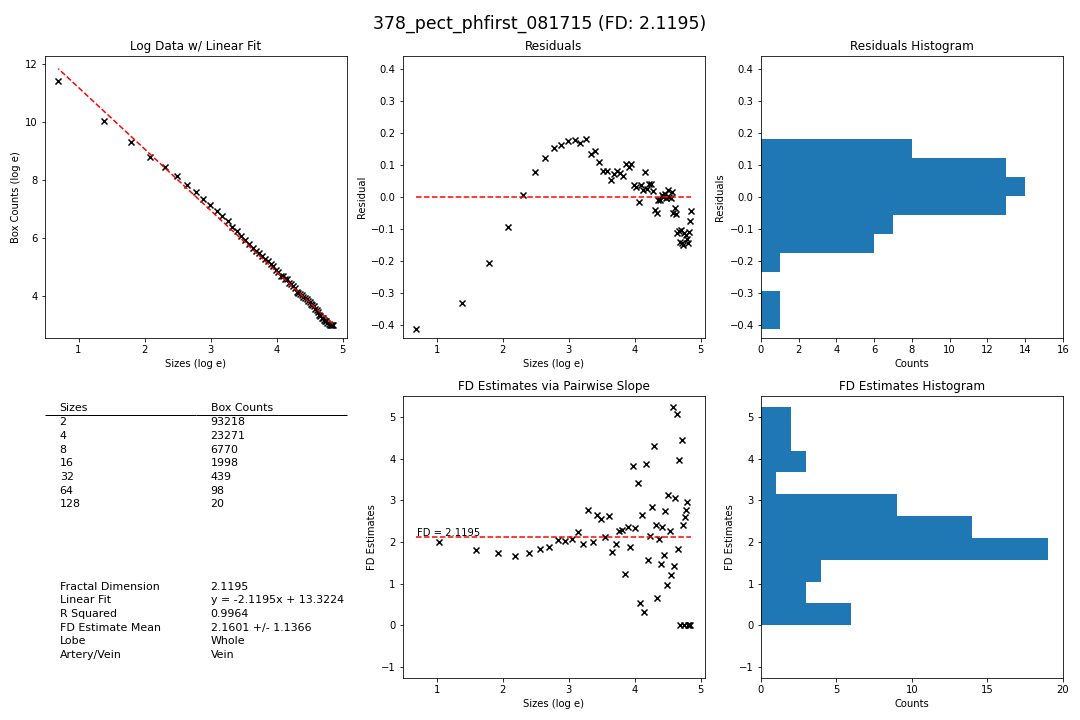 378_pect_phfirst_081715 (FD: 2.1195)
Log Data w/ Linear Fit
Box Counts (log e)
12
10
8
6
4
1 2 3 4 5
Sizes (log e)
Residuals
Residual
0.4
0.3
0.2
0.1
0.0
−0.1
−0.2
−0.3
−0.4
1 2 3 4 5
Sizes (log e)
Residuals Histogram
Residuals
0.4
0.3
0.2
0.1
0.0
−0.1
−0.2
−0.3
−0.4
0 2 4 6 8 10 12 14 16
Counts
Sizes Box Counts
2 93218
4 23271
8 6770
16 1998
32 439
64 98
128 20
Fractal Dimension 2.1195
Linear Fit y = -2.1195x + 13.3224
R Squared 0.9964
FD Estimate Mean 2.1601 +/- 1.1366
Lobe Whole
Artery/Vein Vein
FD Estimates via Pairwise Slope
FD Estimates
5
4
3
2
1
0
−1
FD = 2.1195
1 2 3 4 5
Sizes (log e)
FD Estimates Histogram
FD Estimates
5
4
3
2
1
0
−1
0 5 10 15 20
Counts